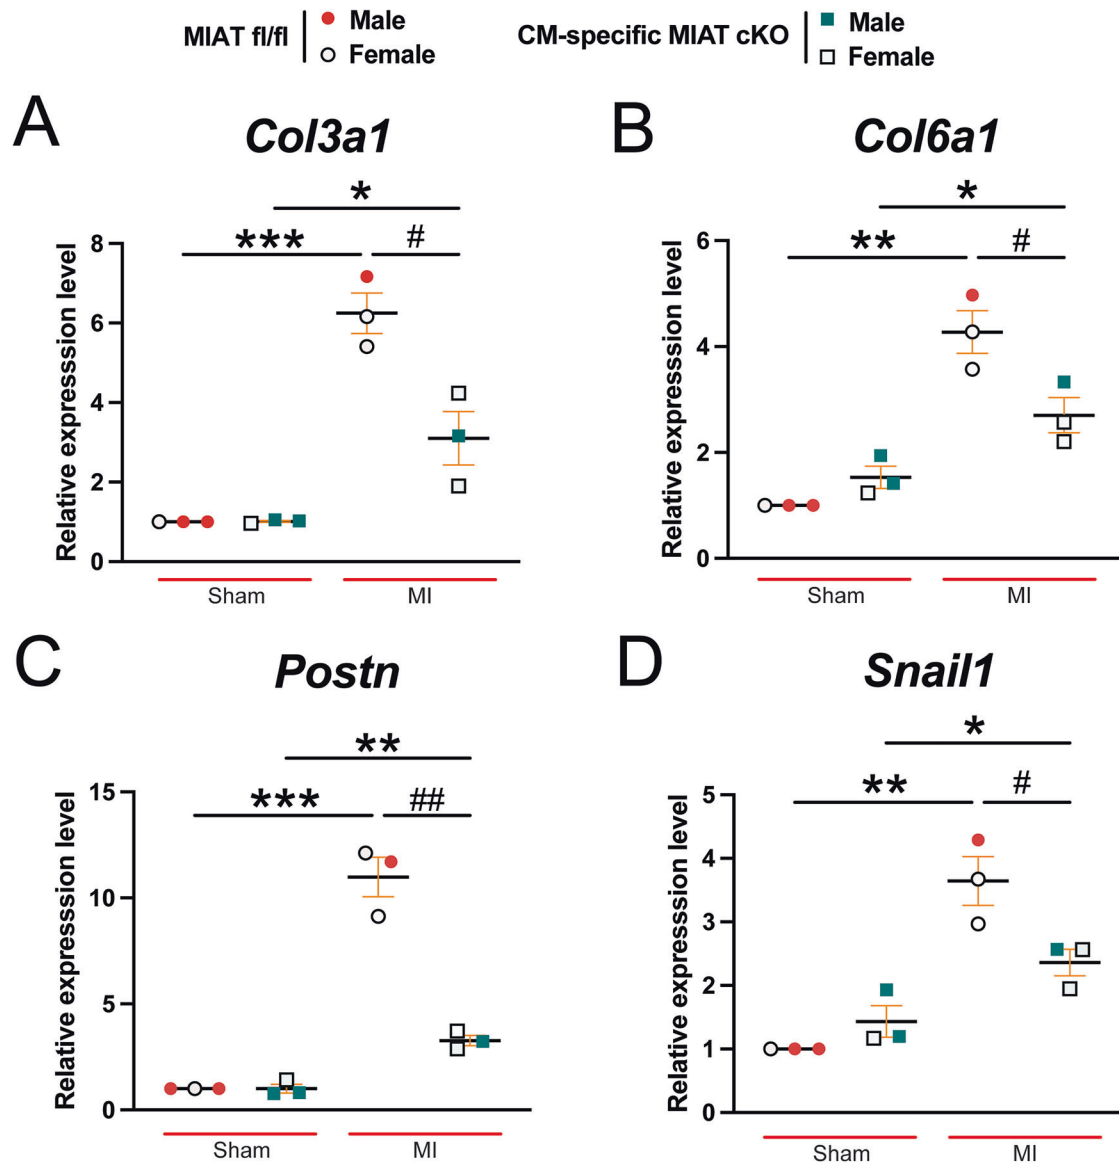 MIAT fl/fl
Male
Female
CM-specific MIAT cKO
Male
Female
A
Col3a1
*
***
#
Relative expresssion level
8
6
4
2
0
Sham
MI
B
Col6a1
*
**
#
Relative expresssion level
6
4
2
0
Sham
MI
C
Postn
**
***
##
Relative expresssion level
15
10
5
0
Sham
MI
D
Snail1
*
**
#
Relative expresssion level
5
4
3
2
1
0
Sham
MI